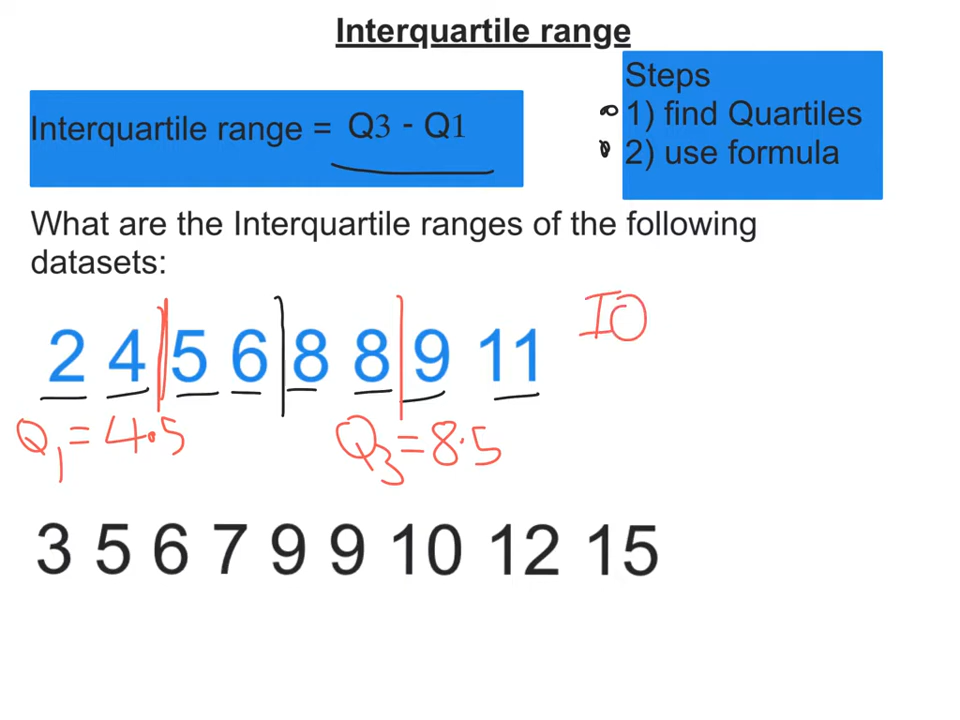 Interquartile range
Steps
1) find Quartiles
2) use formula
Interquartile range = Q3 - Q1
What are the Interquartile ranges of the following
datasets:
2 4 5 6 8 8 9 11
IQ
Q1 = 4.5
Q3 = 8.5
3 5 6 7 9 9 10 12 15